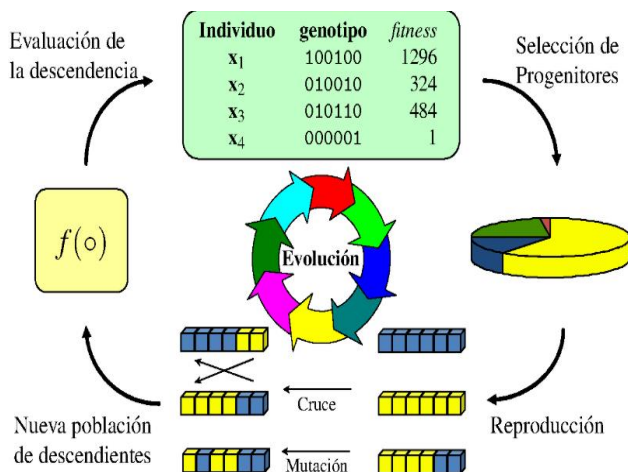 Evaluación de
la descendencia
Individuo genotipo fitness
x1 100100 1296
x2 010010 324
x3 010110 484
x4 000001 1
Selección de
Progenitores
f(○)
Evolución
Cruce
Mutación
Nueva población
de descendientes
Reproducción